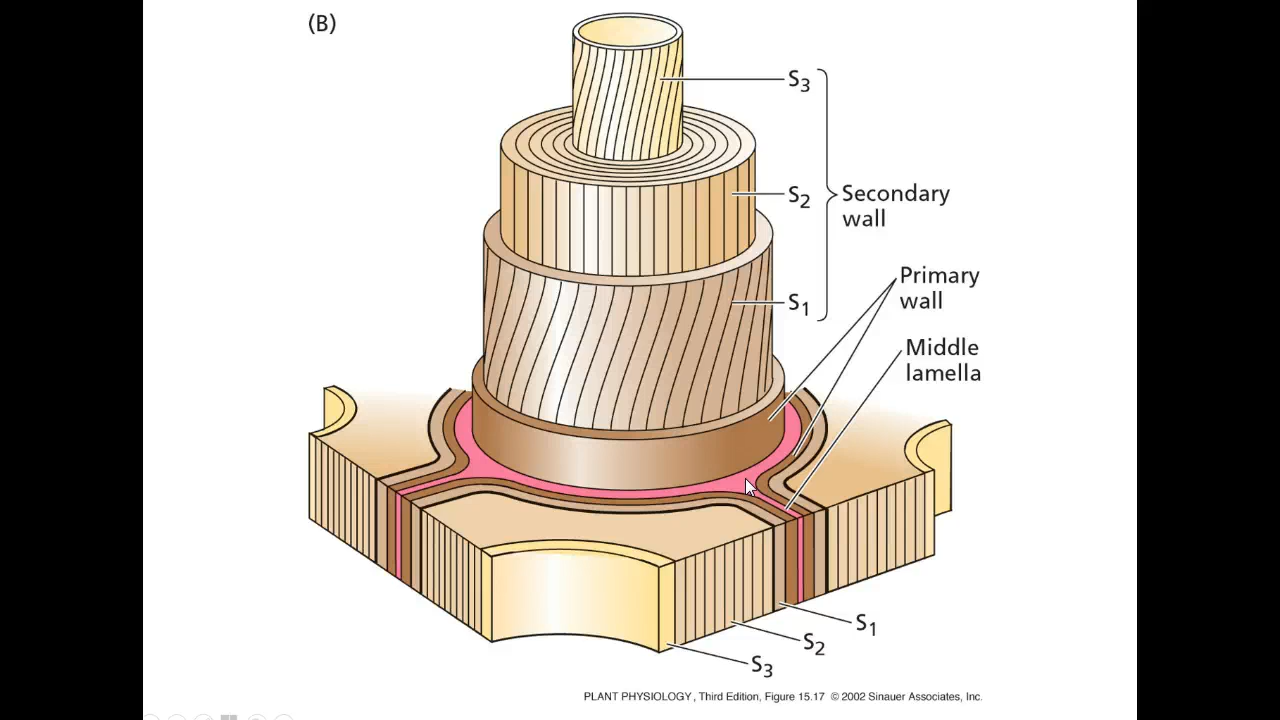 (B)
S3
S2
Secondary
wall
S1
Primary
wall
Middle
lamella
S1
S2
S3
PLANT PHYSIOLOGY, Third Edition, Figure 15.17 © 2002 Sinauer Associates, Inc.